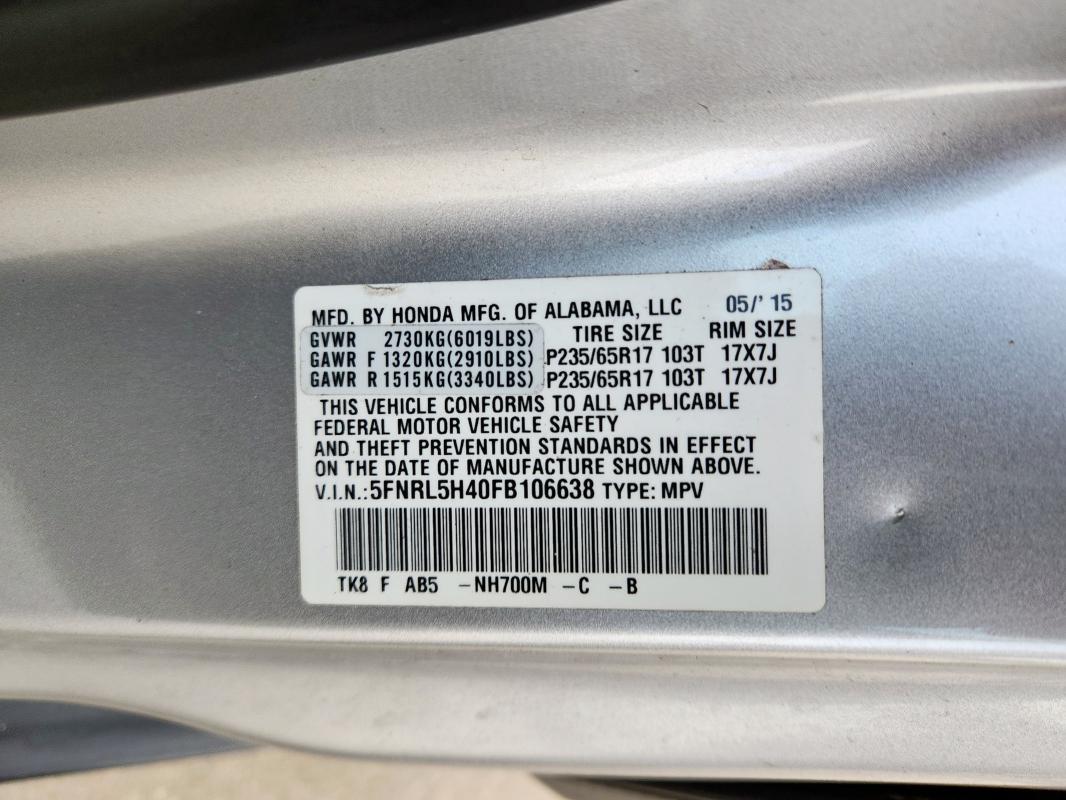 MFD. BY HONDA MFG. OF ALABAMA, LLC 05/'15
GVWR 2730KG(6019LBS) TIRE SIZE RIM SIZE
GAWR F 1320KG(2910LBS) P235/65R17 103T 17X7J
GAWR R 1515KG(3340LBS) P235/65R17 103T 17X7J
THIS VEHICLE CONFORMS TO ALL APPLICABLE
FEDERAL MOTOR VEHICLE SAFETY
AND THEFT PREVENTION STANDARDS IN EFFECT
ON THE DATE OF MANUFACTURE SHOWN ABOVE.
V.I.N.: 5FNRL5H40FB106638 TYPE: MPV
TK8 F AB5 -NH700M -C -B